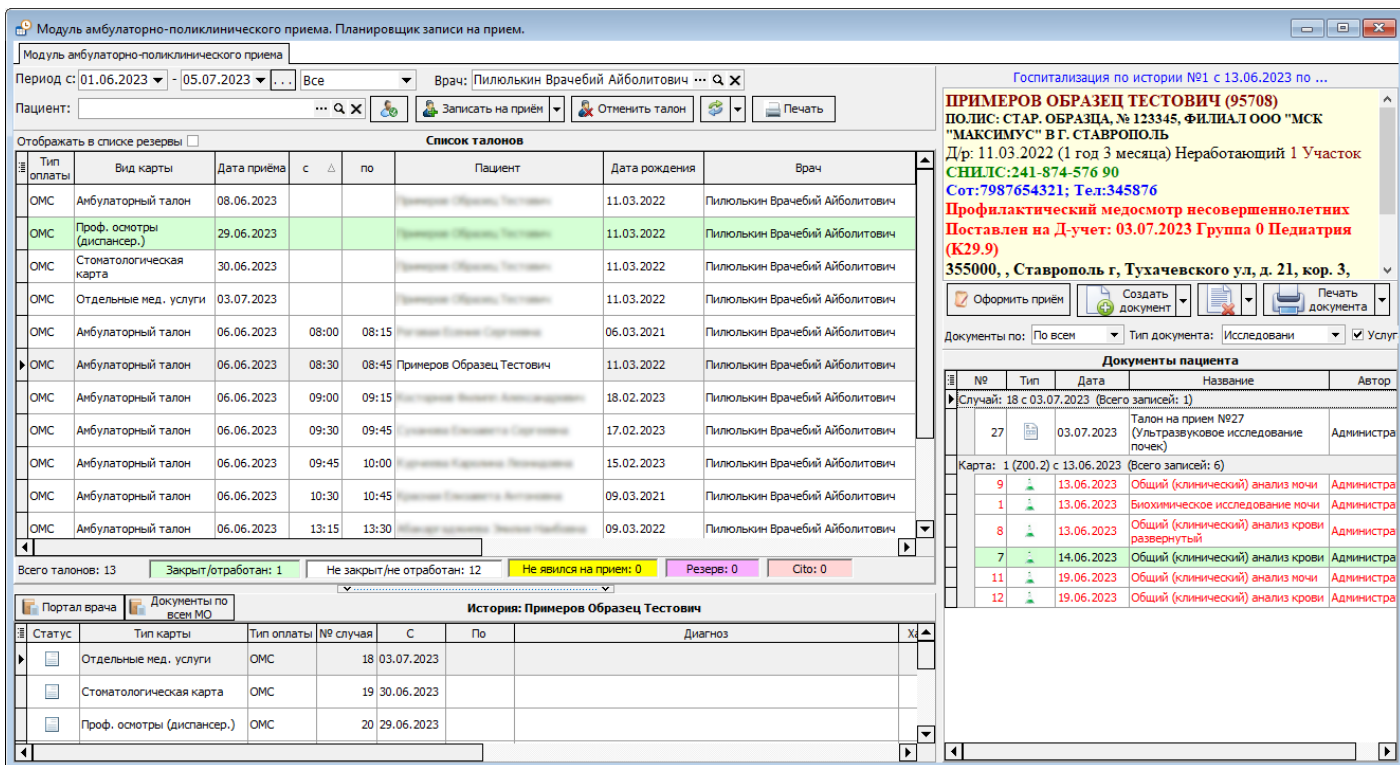 Модуль амбулаторно-поликлинического приема. Планировщик записи на прием.
Модуль амбулаторно-поликлинического приема
Период с: 01.06.2023 - 05.07.2023 ... Все Врач: Пилюлькин Врачебий Айболитович ...
Пациент: ... Записать на приём Отменить талон Печать
Отображать в списке резервы Список талонов
Тип оплаты Вид карты Дата приёма с по Пациент Дата рождения Врач
ОМС Амбулаторный талон 08.06.2023 11.03.2022 Пилюлькин Врачебий Айболитович
ОМС Проф. осмотры (диспансер.) 29.06.2023 11.03.2022 Пилюлькин Врачебий Айболитович
ОМС Стоматологическая карта 30.06.2023 11.03.2022 Пилюлькин Врачебий Айболитович
ОМС Отдельные мед. услуги 03.07.2023 11.03.2022 Пилюлькин Врачебий Айболитович
ОМС Амбулаторный талон 06.06.2023 08:00 08:15 06.03.2021 Пилюлькин Врачебий Айболитович
ОМС Амбулаторный талон 06.06.2023 08:30 08:45 Примеров Образец Тестович 11.03.2022 Пилюлькин Врачебий Айболитович
ОМС Амбулаторный талон 06.06.2023 09:00 09:15 18.02.2023 Пилюлькин Врачебий Айболитович
ОМС Амбулаторный талон 06.06.2023 09:30 09:45 17.02.2023 Пилюлькин Врачебий Айболитович
ОМС Амбулаторный талон 06.06.2023 09:45 10:00 15.02.2023 Пилюлькин Врачебий Айболитович
ОМС Амбулаторный талон 06.06.2023 10:30 10:45 09.03.2021 Пилюлькин Врачебий Айболитович
ОМС Амбулаторный талон 06.06.2023 13:15 13:30 09.03.2022 Пилюлькин Врачебий Айболитович
Всего талонов: 13 Закрыт/отработан: 1 Не закрыт/не отработан: 12 Не явился на прием: 0 Резерв: 0 Cito: 0
Портал врача Документы по всем МО История: Примеров Образец Тестович
Статус Тип карты Тип оплаты № случая С По Диагноз Ха
Отдельные мед. услуги ОМС 18 03.07.2023
Стоматологическая карта ОМС 19 30.06.2023
Проф. осмотры (диспансер.) ОМС 20 29.06.2023
Госпитализация по истории №1 с 13.06.2023 по ...
ПРИМЕРОВ ОБРАЗЕЦ ТЕСТОВИЧ (95708)
ПОЛИС: СТАР. ОБРАЗЦА, № 123345, ФИЛИАЛ ООО "МСК
"МАКСИМУС" В Г. СТАВРОПОЛЬ
Д/р: 11.03.2022 (1 год 3 месяца) Неработающий 1 Участок
СНИЛС:241-874-576 90
Сот:7987654321; Тел:345876
Профилактический медосмотр несовершеннолетних
Поставлен на Д-учет: 03.07.2023 Группа 0 Педиатрия
(K29.9)
355000, , Ставрополь г, Тухачевского ул, д. 21, кор. 3,
Оформить приём Создать документ Печать документа
Документы по: По всем Тип документа: Исследовани Услуг
Документы пациента
№ Тип Дата Название Автор
Случай: 18 с 03.07.2023 (Всего записей: 1)
27 03.07.2023 Талон на прием №27 (Ультразвуковое исследование почек) Администра
Карта: 1 (Z00.2) с 13.06.2023 (Всего записей: 6)
9 13.06.2023 Общий (клинический) анализ мочи Администра
1 13.06.2023 Биохимическое исследование мочи Администра
8 13.06.2023 Общий (клинический) анализ крови развернутый Администра
7 14.06.2023 Общий (клинический) анализ крови Администра
11 19.06.2023 Общий (клинический) анализ мочи Администра
12 19.06.2023 Общий (клинический) анализ крови Администра